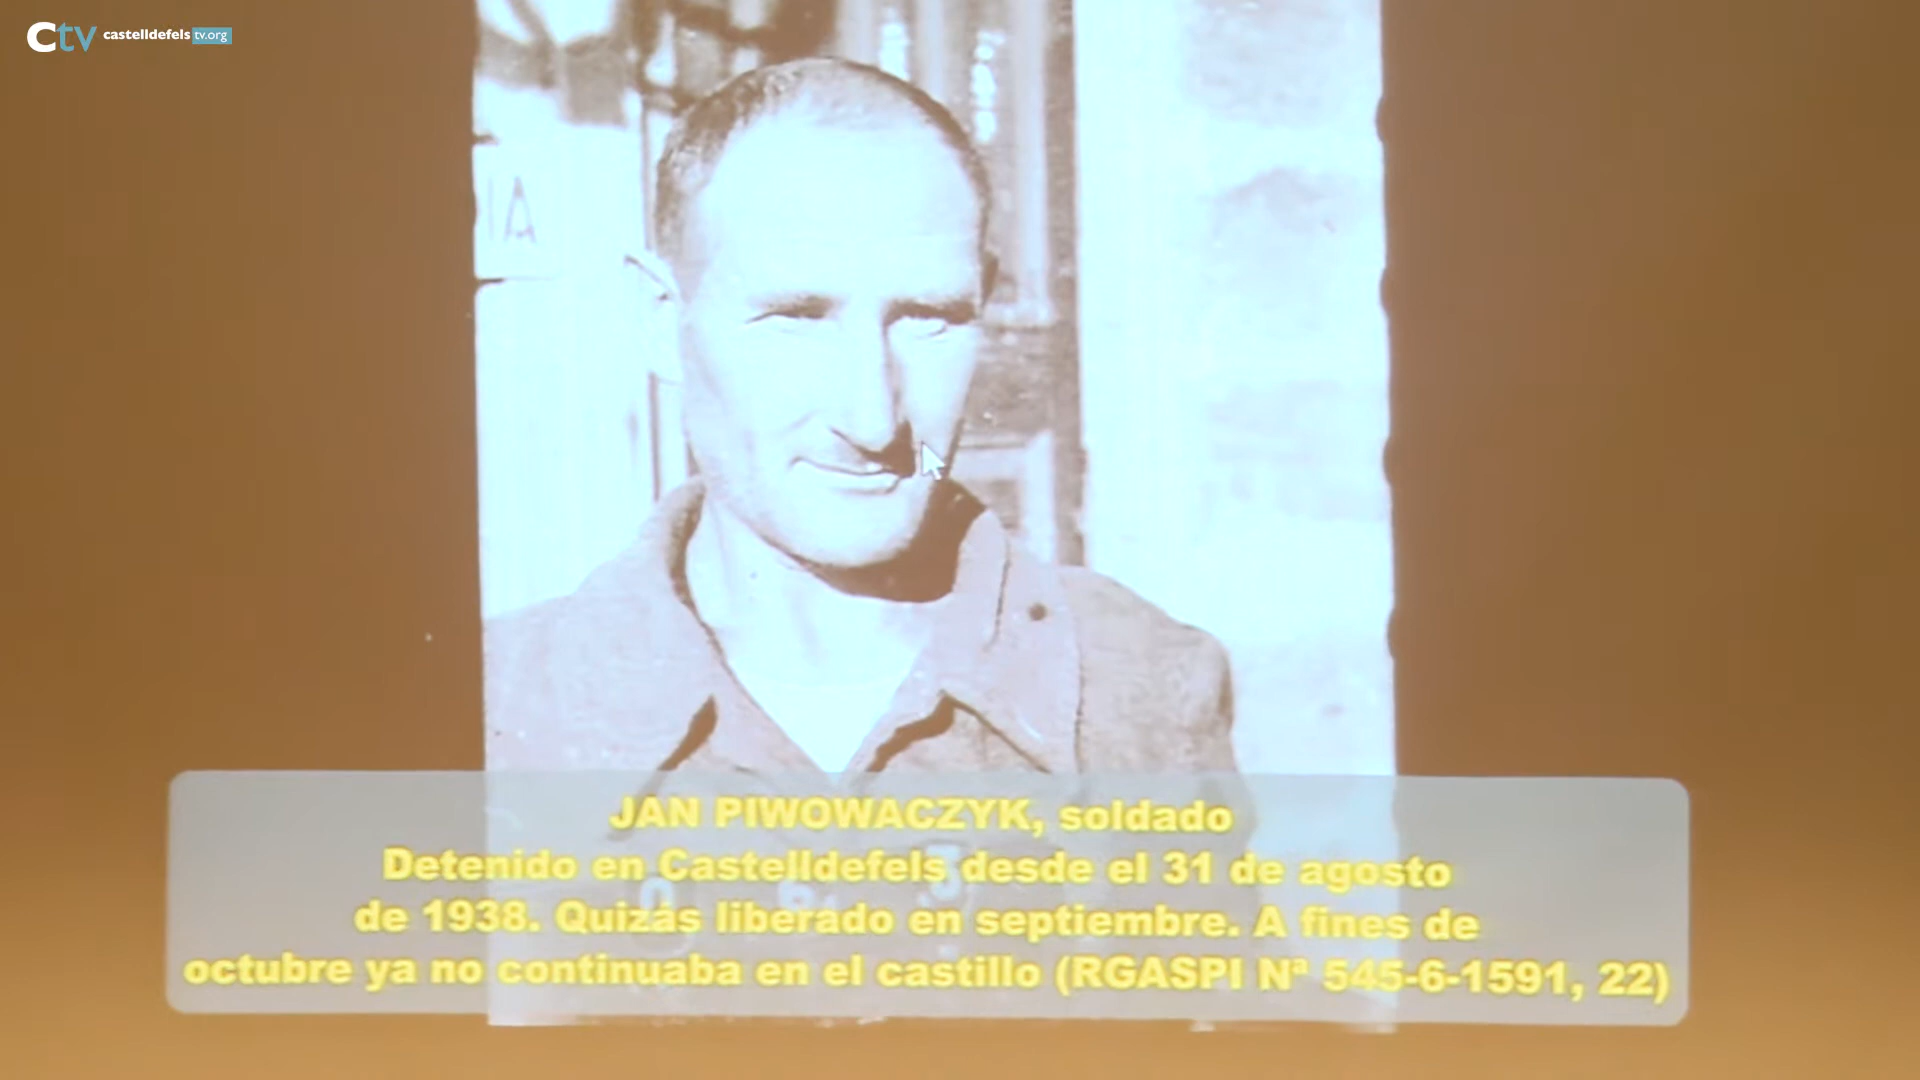 Ctv castelldefels tv.org
IA
JAN PIWOWACZYK, soldado
Detenido en Castelldefels desde el 31 de agosto
de 1938. Quizás liberado en septiembre. A fines de
octubre ya no continuaba en el castillo (RGASPI Nª 545-6-1591, 22)